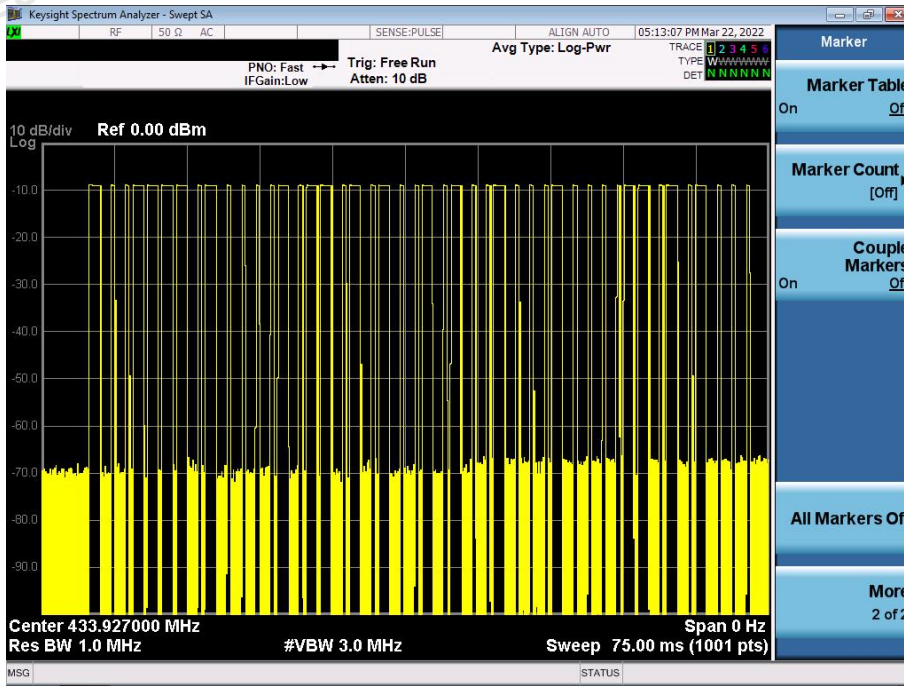 Keysight Spectrum Analyzer - Swept SA
LXI RF 50 Ω AC SENSE:PULSE ALIGN AUTO 05:13:07 PM Mar 22, 2022
Avg Type: Log-Pwr
TRACE 1 2 3 4 5 6
TYPE WWWWWW
DET N N N N N N
PNO: Fast
IFGain:Low
Trig: Free Run
Atten: 10 dB
10 dB/div
Log
Ref 0.00 dBm
-10.0
-20.0
-30.0
-40.0
-50.0
-60.0
-70.0
-80.0
-90.0
Center 433.927000 MHz
Span 0 Hz
Res BW 1.0 MHz
#VBW 3.0 MHz
Sweep 75.00 ms (1001 pts)
MSG
STATUS
Marker
Marker Table
On Of
Marker Count
[Off]
Couple
Markers
On Of
All Markers Of
More
2 of 2